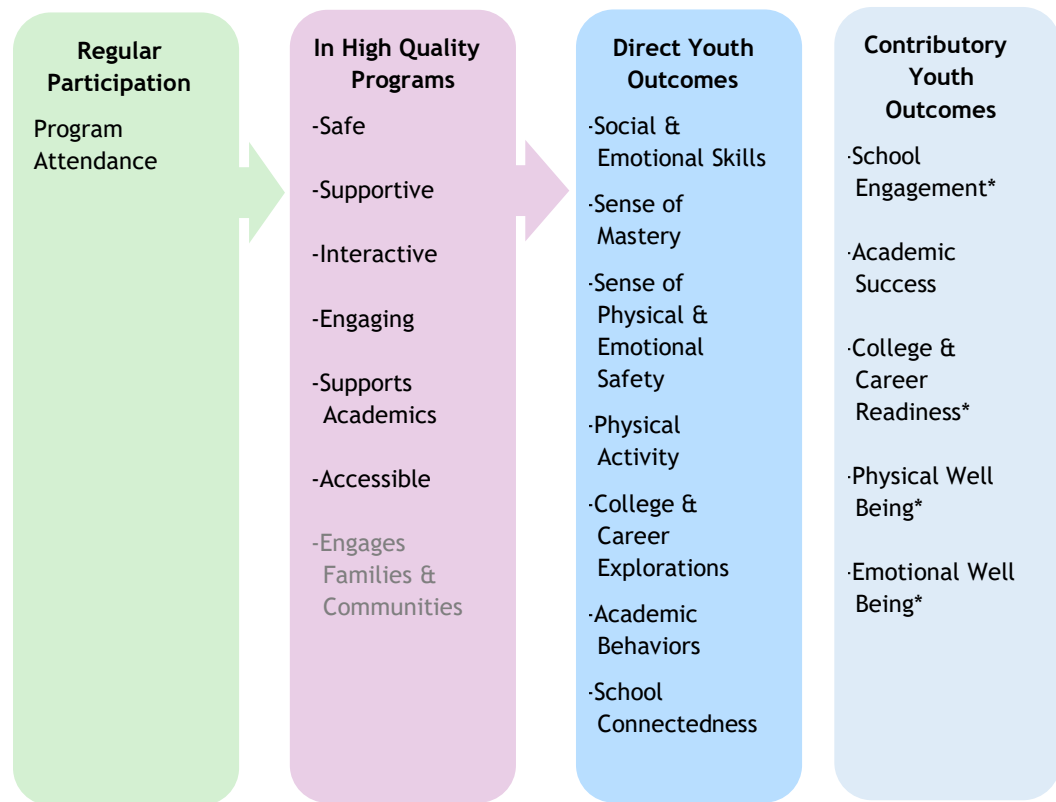 Regular
Participation
Program
Attendance
In High Quality
Programs
-Safe
-Supportive
-Interactive
-Engaging
-Supports
Academics
-Accessible
-Engages
Families &
Communities
Direct Youth
Outcomes
·Social &
Emotional Skills
·Sense of
Mastery
·Sense of
Physical &
Emotional
Safety
·Physical
Activity
·College &
Career
Explorations
·Academic
Behaviors
·School
Connectedness
Contributory
Youth
Outcomes
·School
Engagement*
·Academic
Success
·College &
Career
Readiness*
·Physical Well
Being*
·Emotional Well
Being*